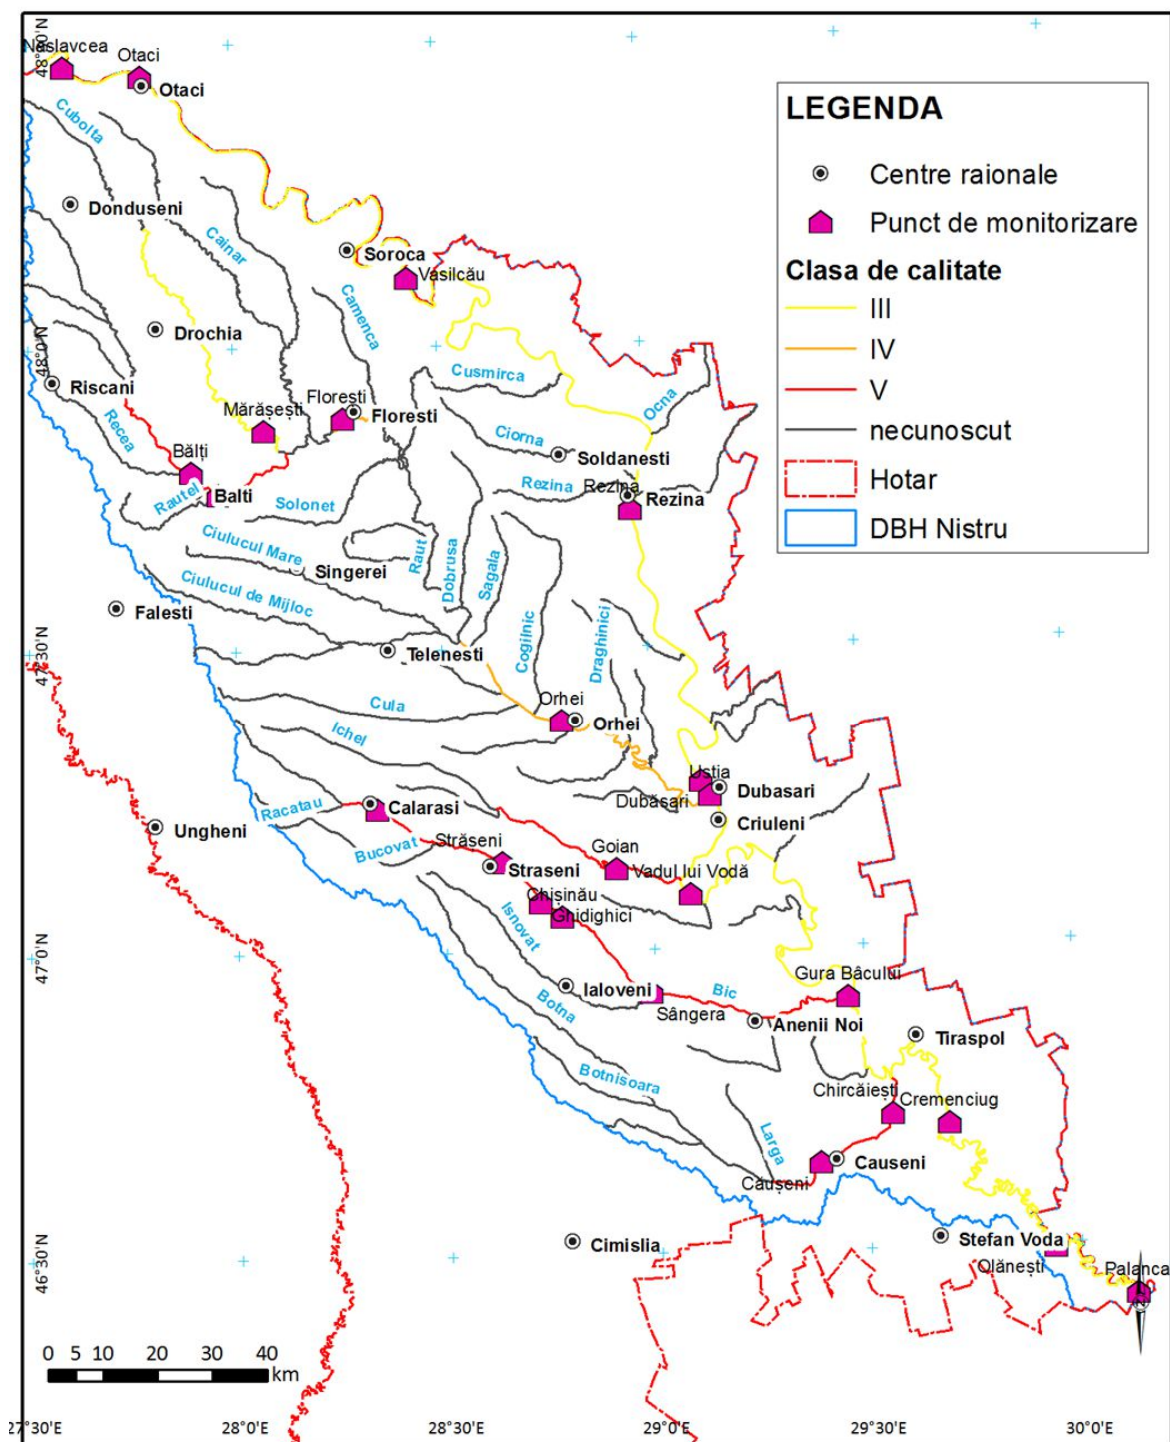 48°30'N
Naslavcea
Otaci
Otaci
Cubolta
Donduseni
Cainar
Soroca
Vasilcău
Camenca
Drochia
48°0'N
Riscani
Recea
Mărășești
Florești
Floresti
Cusmirca
Ocna
Ciorna
Soldanesti
Bălți
Balti
Rautel
Solonet
Rezina
Rezina
Rezina
Ciulucul Mare
Singerei
Raut
Dobrusa
Sagala
Ciulucul de Mijloc
Falesti
Telenesti
47°30'N
Cogilnic
Draghinici
Cula
Orhei
Orhei
Ichel
Ustia
Dubăsari
Dubasari
Criuleni
Racatau
Calarasi
Ungheni
Bucovat
Strășeni
Straseni
Goian
Vadul lui Vodă
Chișinău
Ghidighici
Isnovat
47°0'N
Ialoveni
Botna
Bic
Sângera
Gura Bâcului
Anenii Noi
Tiraspol
Botnisoara
Chircăiești
Cremenciug
Larga
Causeni
Căușeni
Cimislia
Stefan Voda
Olănești
Palanca
46°30'N
LEGENDA
Centre raionale
Punct de monitorizare
Clasa de calitate
III
IV
V
necunoscut
Hotar
DBH Nistru
0 5 10 20 30 40
km
27°30'E 28°0'E 28°30'E 29°0'E 29°30'E 30°0'E